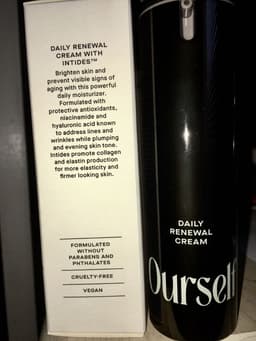 DAILY RENEWAL
CREAM WITH
INTIDES™
Brighten skin and
prevent visible signs of
aging with this powerful
daily moisturizer.
Formulated with
protective antioxidants,
niacinamide and
hyaluronic acid known
to address lines and
wrinkles while plumping
and evening skin tone.
Intides promote collagen
and elastin production
for more elasticity and
firmer looking skin.
FORMULATED
WITHOUT
PARABENS AND
PHTHALATES
CRUELTY-FREE
VEGAN
DAILY
RENEWAL
CREAM
Ourself